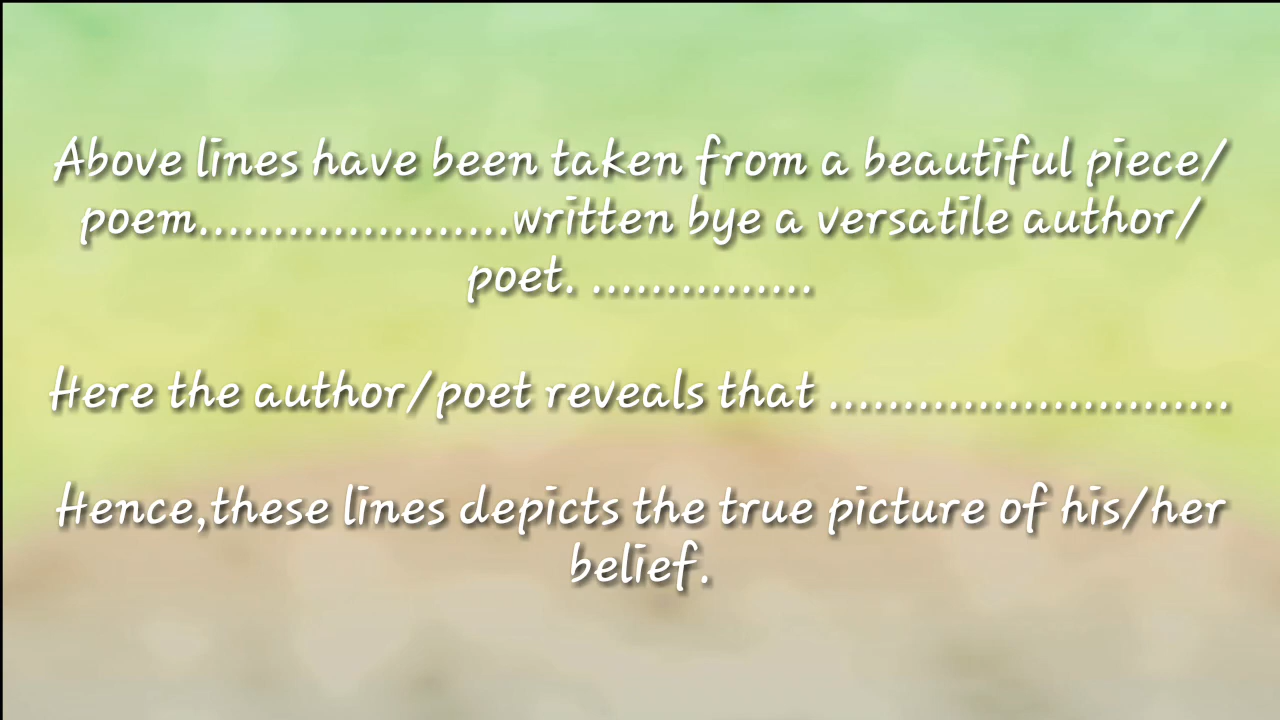 Above lines have been taken from a beautiful piece/
poem.....................written bye a versatile author/
poet. ...............
Here the author/poet reveals that ...........................
Hence,these lines depicts the true picture of his/her
belief.